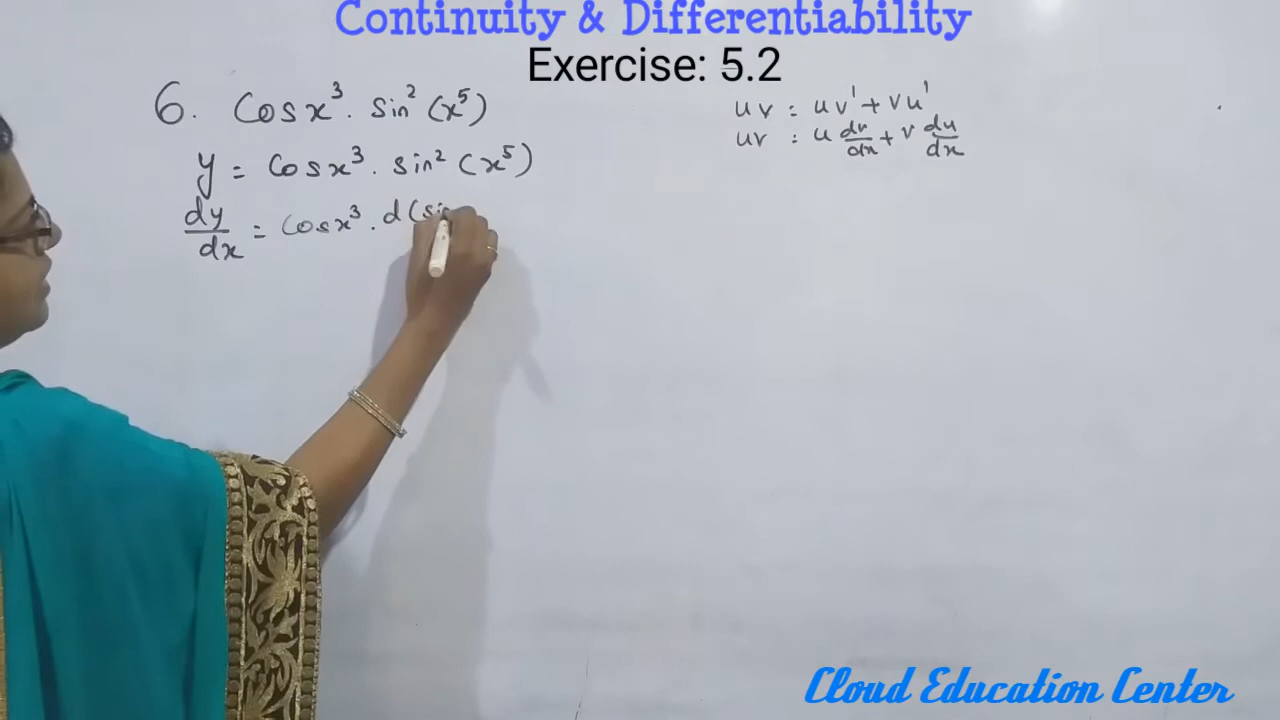 Continuity & Differentiability
Exercise: 5.2
6. Cos x³ . Sin² (x⁵)
y = Cos x³ . Sin² (x⁵)
dy/dx = Cos x³ . d (si
uv = uv' + vu'
uv = u dv/dx + v du/dx
Cloud Education Center